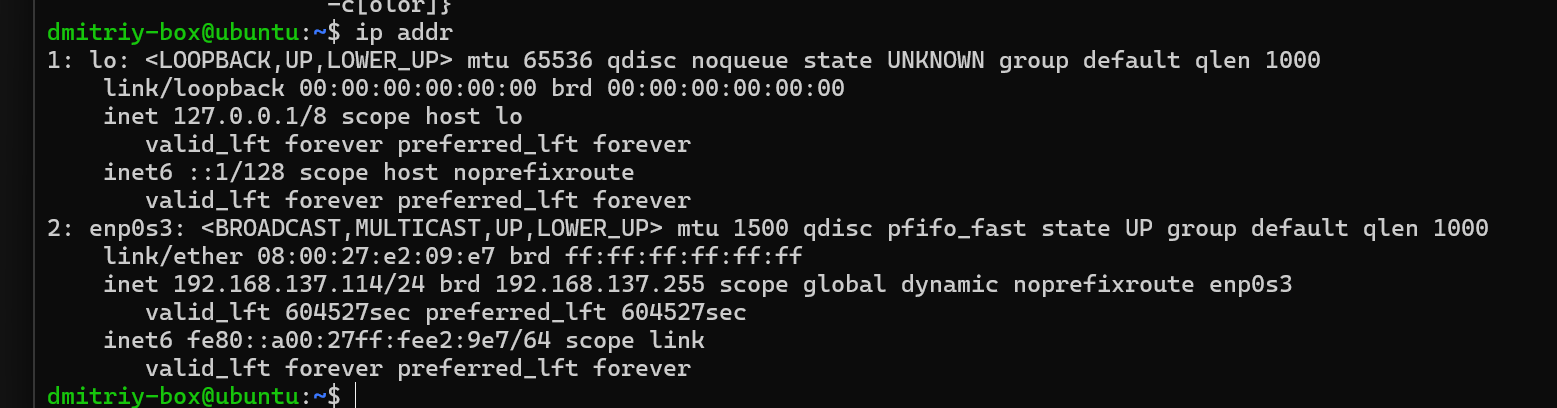 -c[olor]}
dmitriy-box@ubuntu:~$ ip addr
1: lo: <LOOPBACK,UP,LOWER_UP> mtu 65536 qdisc noqueue state UNKNOWN group default qlen 1000
    link/loopback 00:00:00:00:00:00 brd 00:00:00:00:00:00
    inet 127.0.0.1/8 scope host lo
       valid_lft forever preferred_lft forever
    inet6 ::1/128 scope host noprefixroute
       valid_lft forever preferred_lft forever
2: enp0s3: <BROADCAST,MULTICAST,UP,LOWER_UP> mtu 1500 qdisc pfifo_fast state UP group default qlen 1000
    link/ether 08:00:27:e2:09:e7 brd ff:ff:ff:ff:ff:ff
    inet 192.168.137.114/24 brd 192.168.137.255 scope global dynamic noprefixroute enp0s3
       valid_lft 604527sec preferred_lft 604527sec
    inet6 fe80::a00:27ff:fee2:9e7/64 scope link
       valid_lft forever preferred_lft forever
dmitriy-box@ubuntu:~$